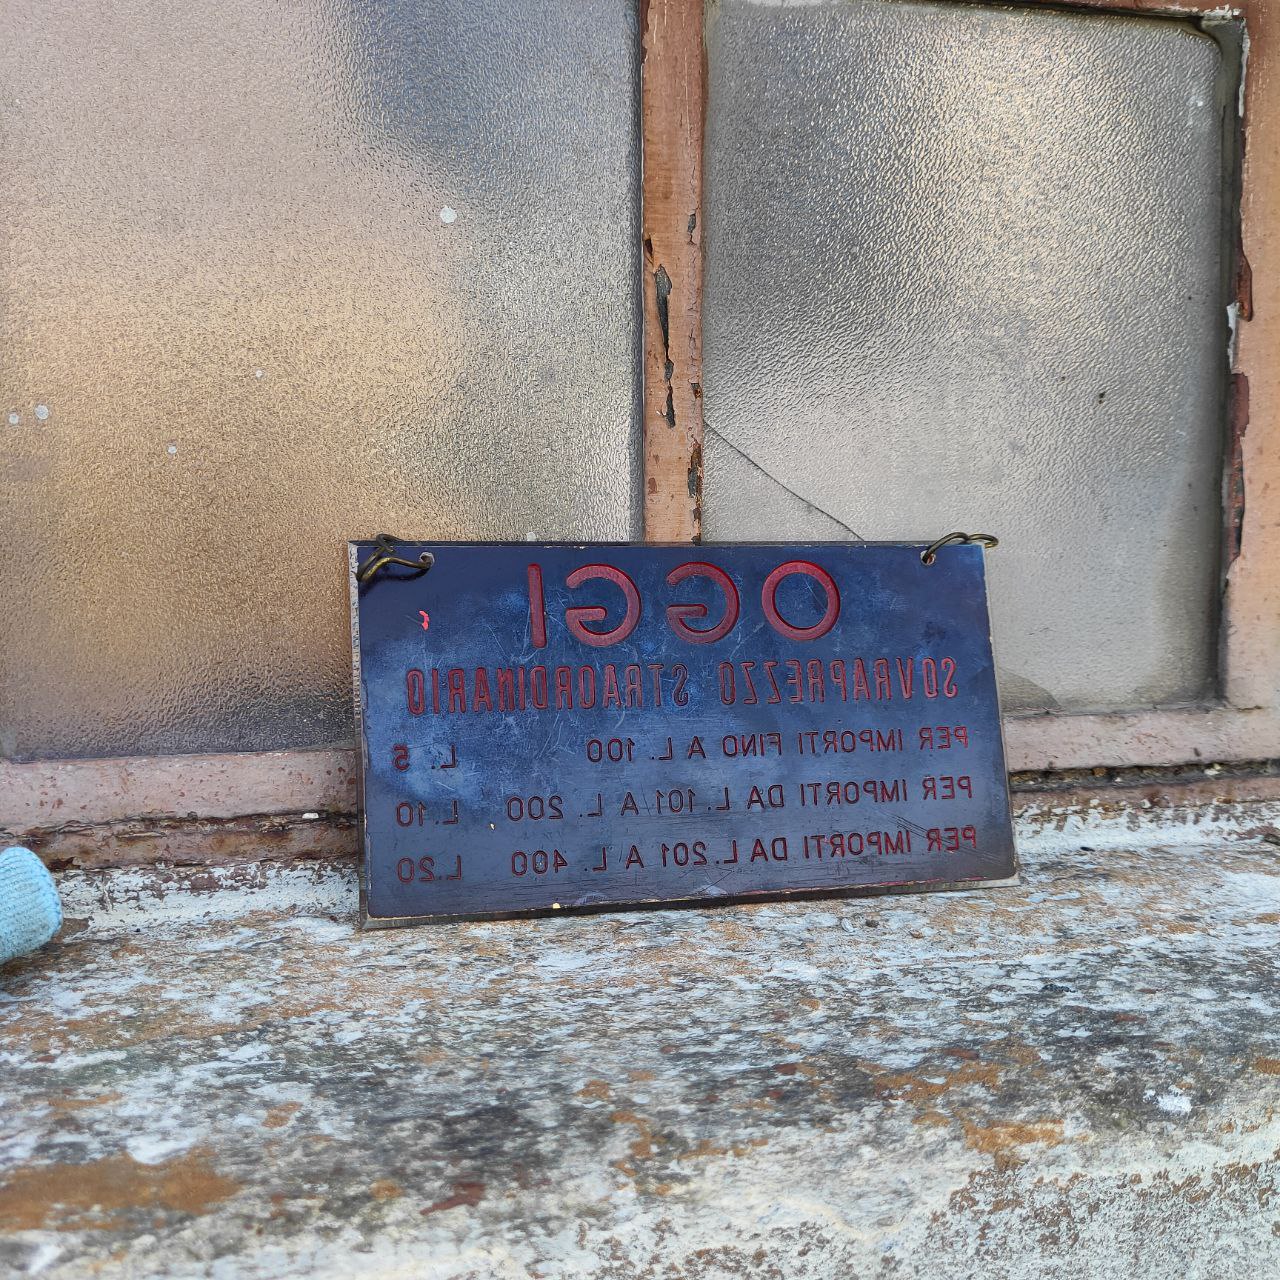 OGGI
SOVRAPREZZO STRAORDINARIO
PER IMPORTI FINO A L. 100 L. 5
PER IMPORTI DA L. 101 A L. 200 L. 10
PER IMPORTI DA L. 201 A L. 400 L. 20